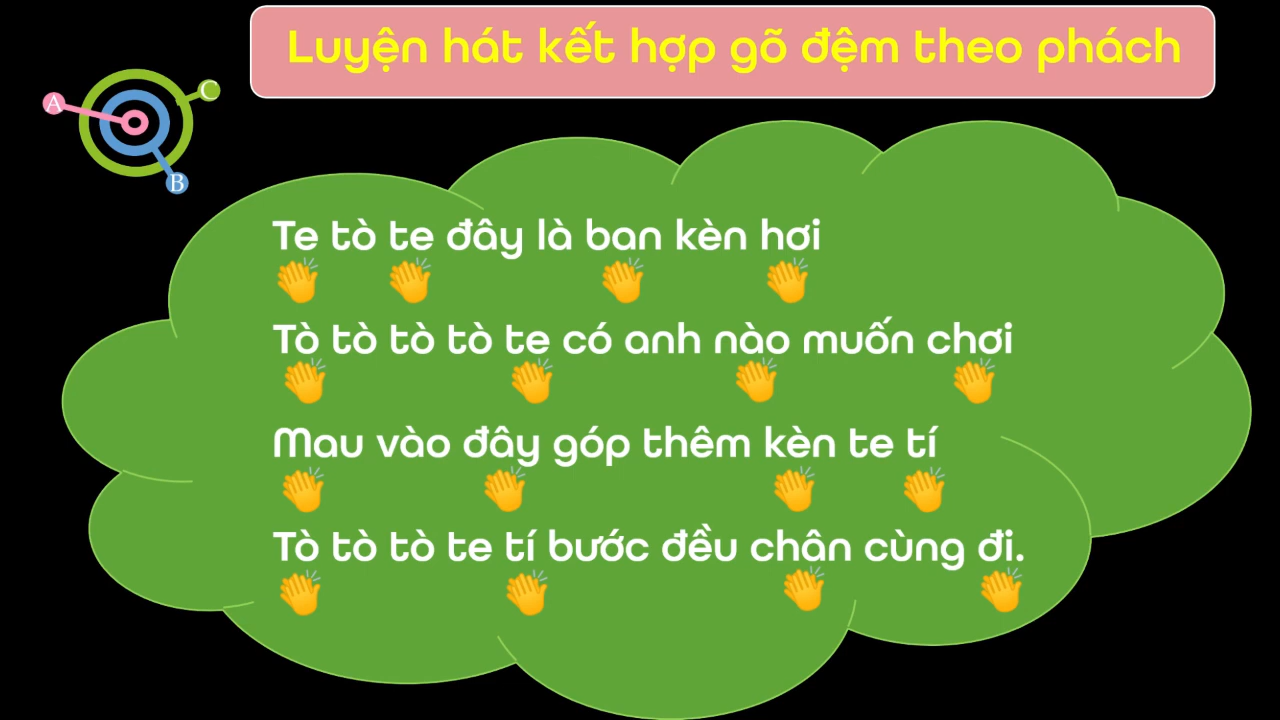 Luyện hát kết hợp gõ đệm theo phách
A
C
B
Te tò te đây là ban kèn hơi
Tò tò tò tò te có anh nào muốn chơi
Mau vào đây góp thêm kèn te tí
Tò tò tò te tí bước đều chân cùng đi.